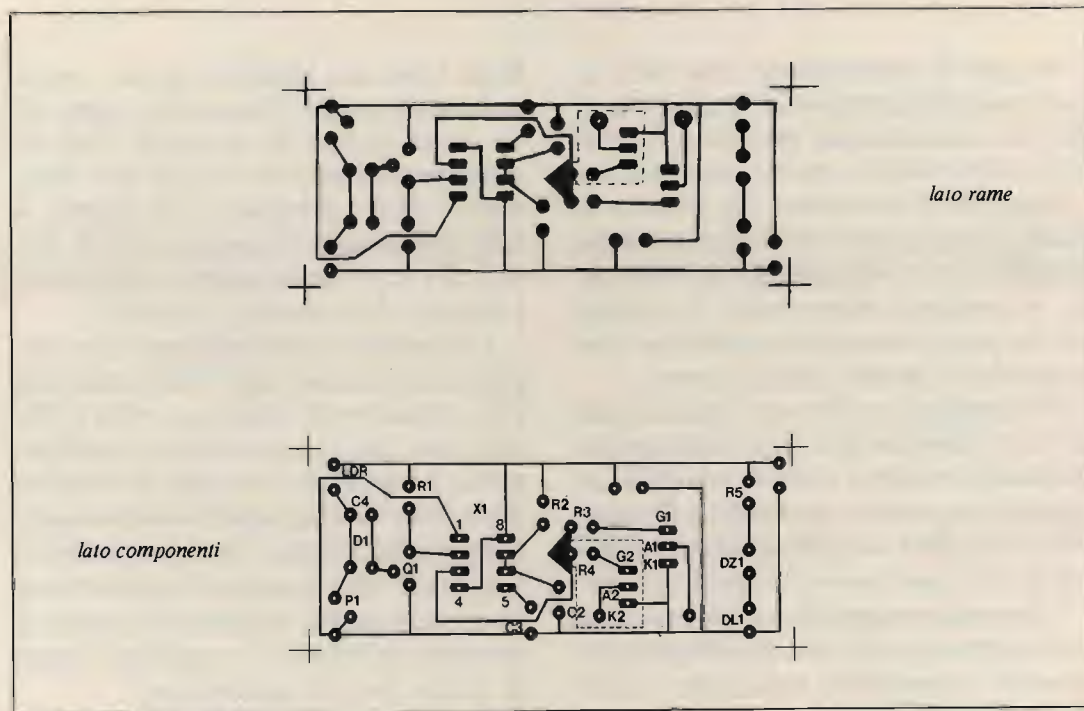 lato rame
LDR
R1
C4
X1
R2
R3
R5
1
8
G1
D1
A1
lato componenti
G2
K1
R4
DZ1
Q1
4
5
A2
P1
C2
K2
DL1
C3